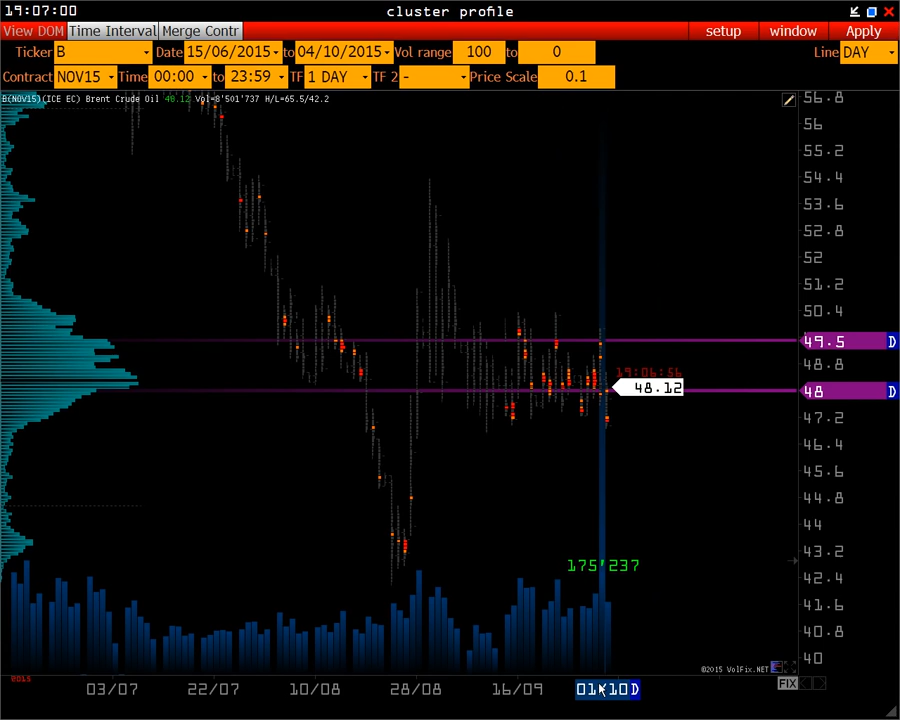 19:07:00 cluster profile
View DOM Time Interval Merge Contr setup window Apply
Ticker B Date 15/06/2015 to 04/10/2015 Vol range 100 to 0 Line DAY
Contract NOV15 Time 00:00 to 23:59 TF 1 DAY TF 2 - Price Scale 0.1
B(NOV15)(ICE EC) Brent Crude Oil 48.12 Vol=8'501'737 H/L=65.5/42.2
56.8
56
55.2
54.4
53.6
52.8
52
51.2
50.4
49.5 D
48.8
19:06:56
48.12
48 D
47.2
46.4
45.6
44.8
44
43.2
175'237
42.4
41.6
40.8
40
©2015 VolFix.NET
2015
03/07 22/07 10/08 28/08 16/09 01/10 D
FIX